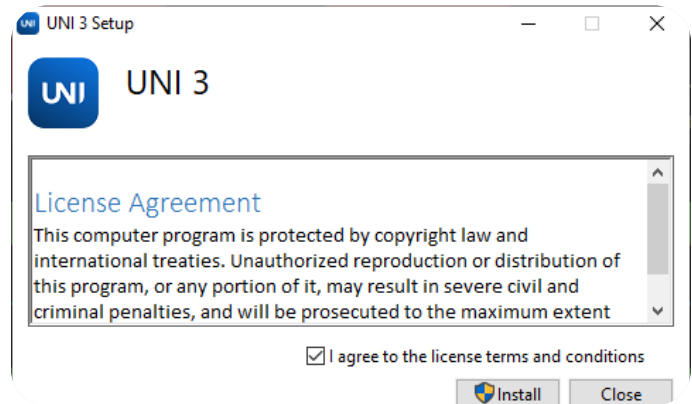 UNI UNI 3 Setup
UNI
UNI 3
License Agreement
This computer program is protected by copyright law and
international treaties. Unauthorized reproduction or distribution of
this program, or any portion of it, may result in severe civil and
criminal penalties, and will be prosecuted to the maximum extent
I agree to the license terms and conditions
Install Close